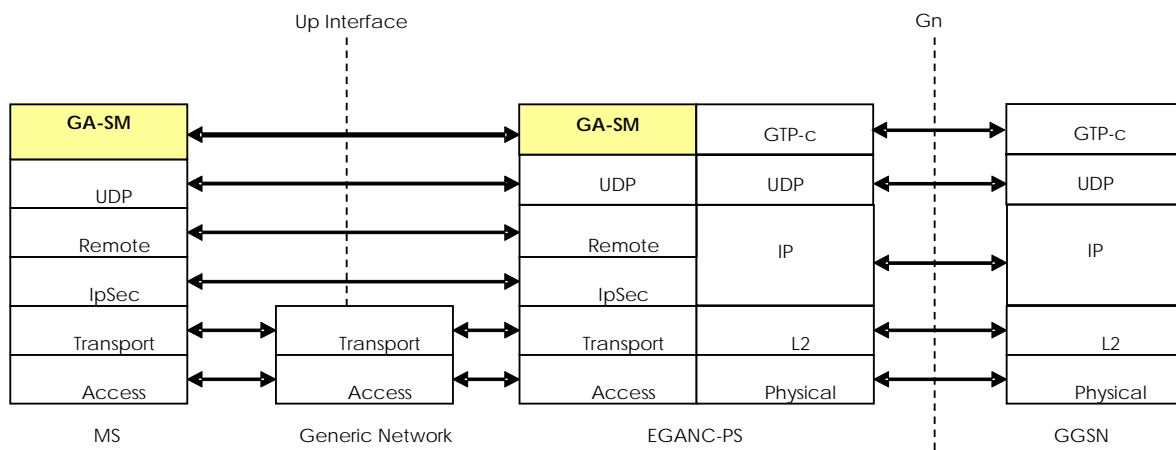 Up Interface
Gn
GA-SM
GA-SM
GTP-c
GTP-c
UDP
UDP
UDP
UDP
Remote
Remote
IP
IP
IpSec
IpSec
Transport
Transport
Transport
L2
L2
Access
Access
Access
Physical
Physical
MS
Generic Network
EGANC-PS
GGSN